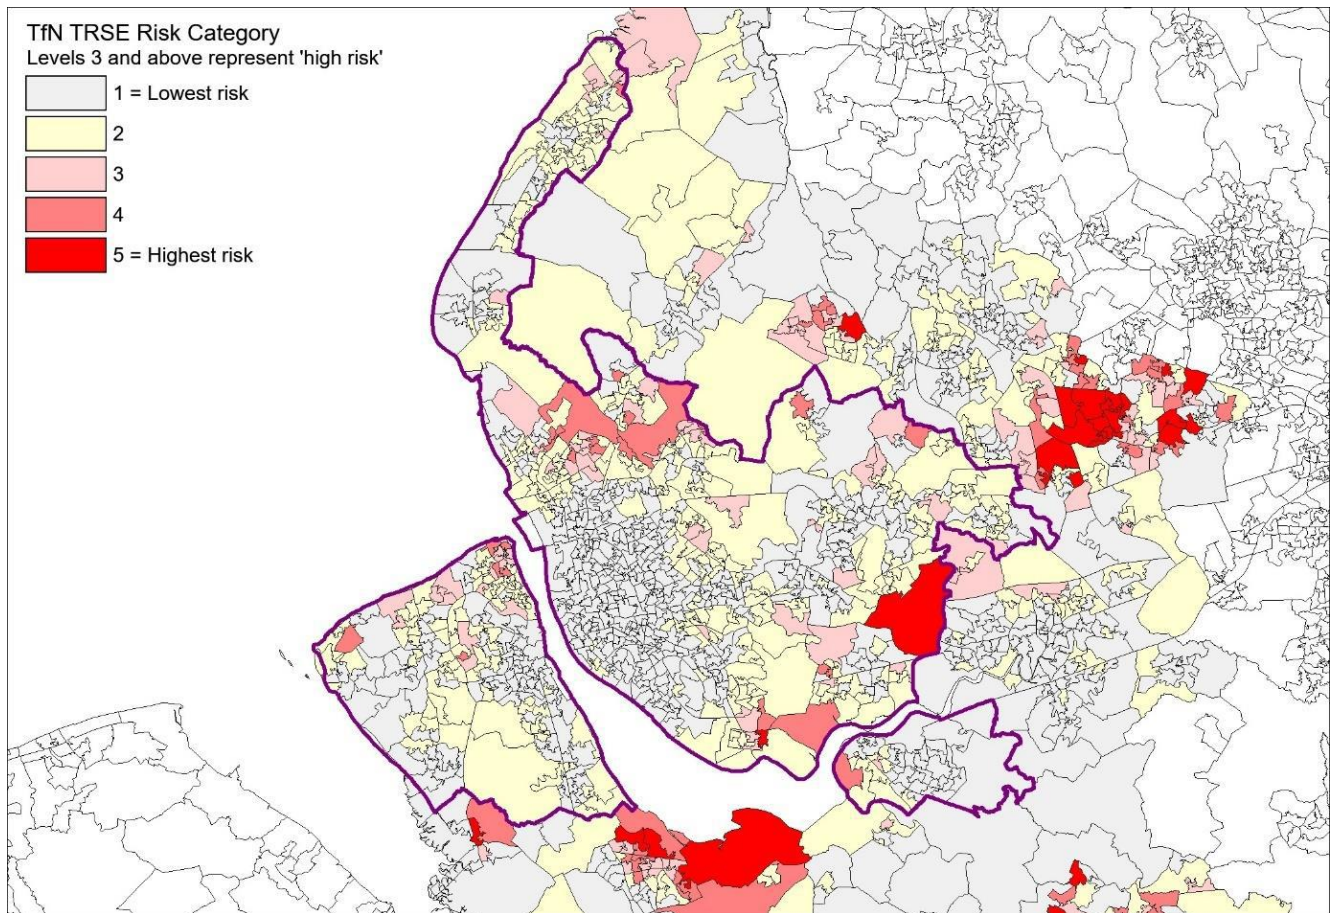 TfN TRSE Risk Category
Levels 3 and above represent 'high risk'
1 = Lowest risk
2
3
4
5 = Highest risk